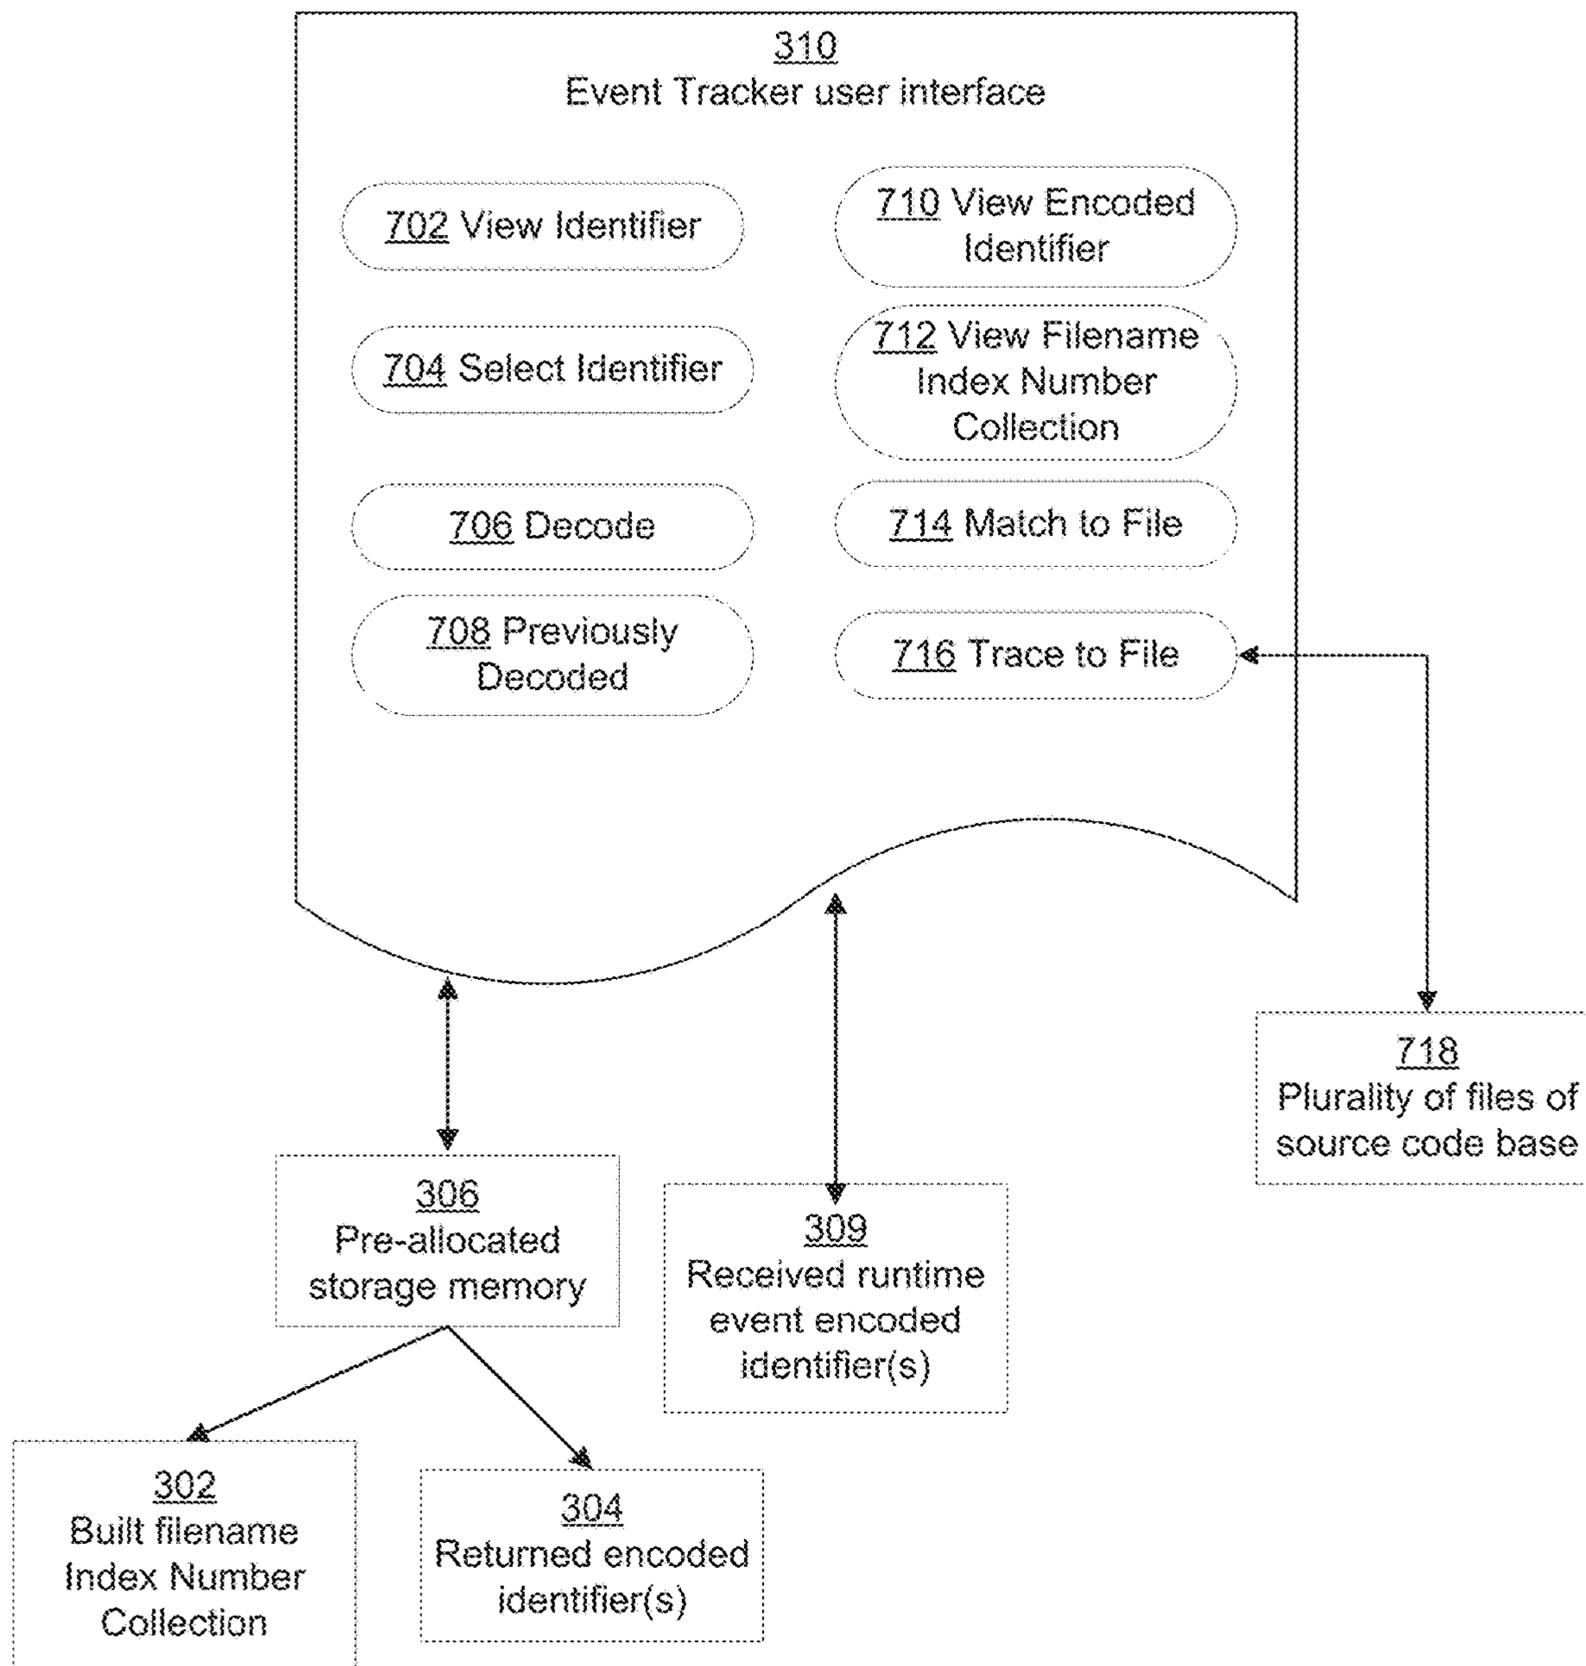 310
Event Tracker user interface
702 View Identifier
704 Select Identifier
706 Decode
708 Previously
Decoded
710 View Encoded
Identifier
712 View Filename
Index Number
Collection
714 Match to File
716 Trace to File
718
Plurality of files of
source code base
306
Pre-allocated
storage memory
309
Received runtime
event encoded
identifier(s)
302
Built filename
Index Number
Collection
304
Returned encoded
identifier(s)